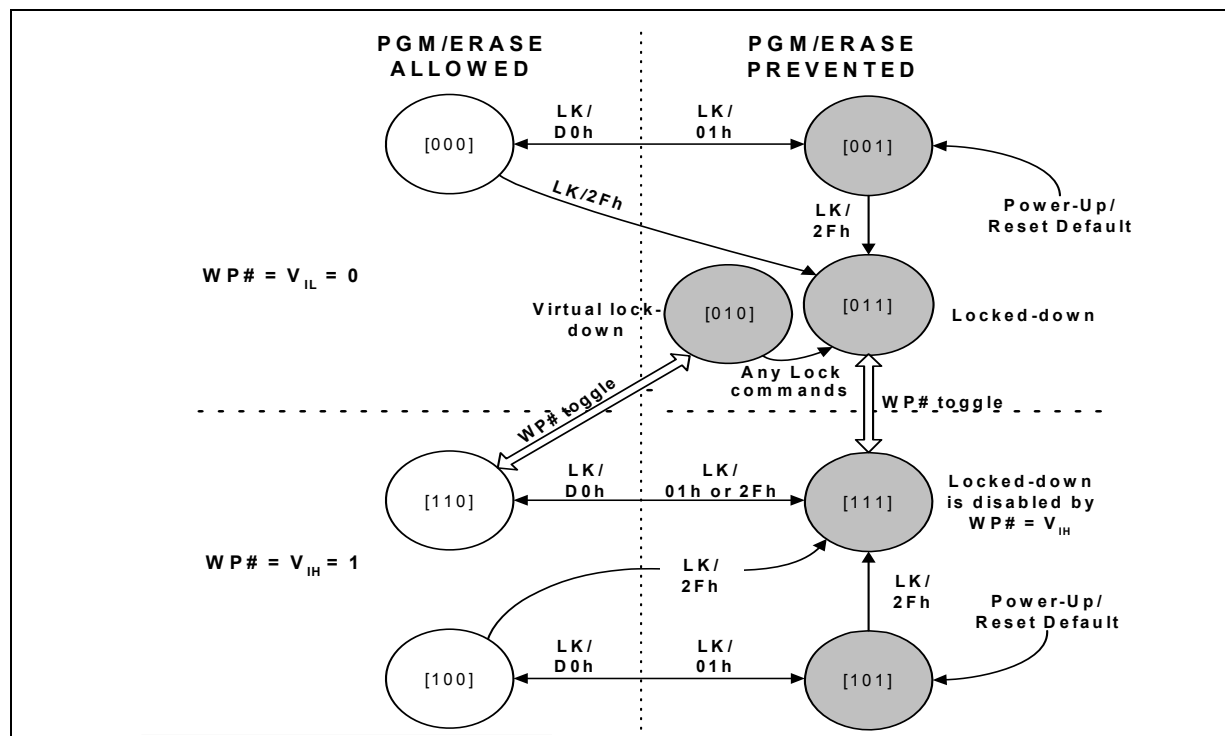 PGM/ERASE
ALLOWED
PGM/ERASE
PREVENTED
LK/
D0h
LK/
01h
[000]
[001]
LK/2Fh
LK/
2Fh
Power-Up/
Reset Default
WP# = VIL = 0
Virtual lock-
down
[010]
[011]
Locked-down
Any Lock
commands
WP# toggle
WP# toggle
LK/
D0h
LK/
01h or 2Fh
[110]
[111]
Locked-down
is disabled by
WP# = VIH
WP# = VIH = 1
LK/
2Fh
LK/
2Fh
Power-Up/
Reset Default
LK/
D0h
LK/
01h
[100]
[101]